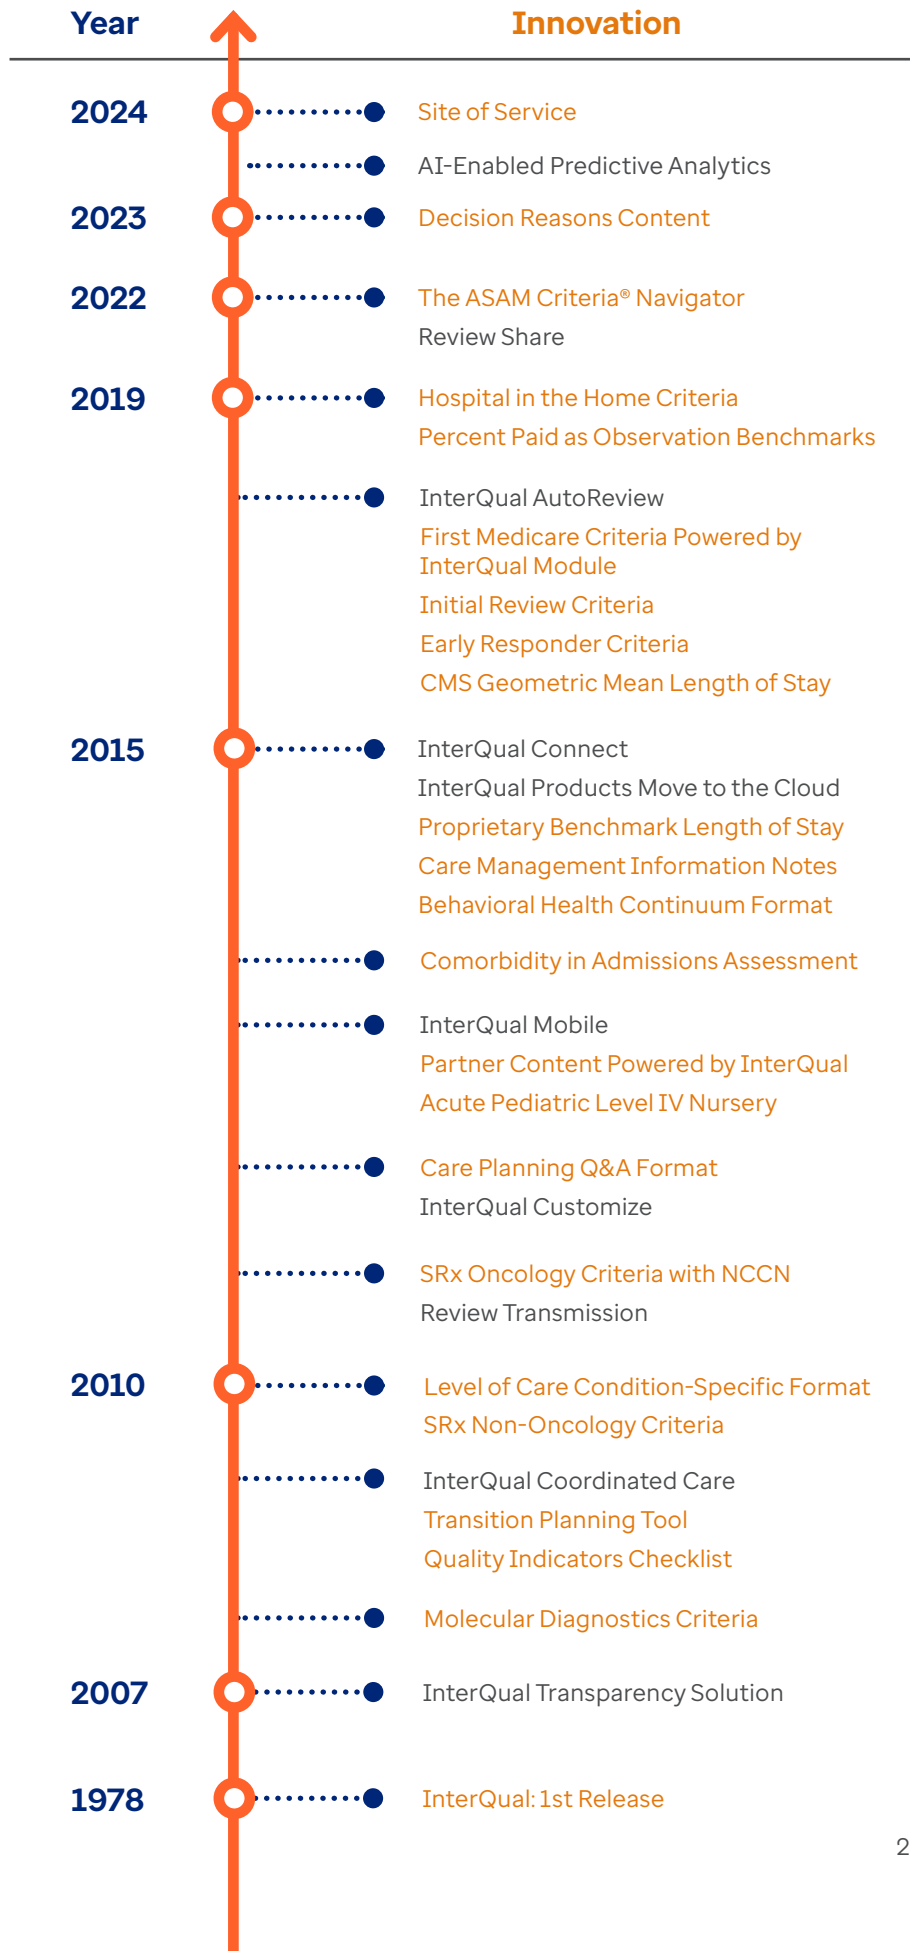 Year Innovation
2024 Site of Service
AI-Enabled Predictive Analytics
2023 Decision Reasons Content
2022 The ASAM Criteria® Navigator
Review Share
2019 Hospital in the Home Criteria
Percent Paid as Observation Benchmarks
InterQual AutoReview
First Medicare Criteria Powered by
InterQual Module
Initial Review Criteria
Early Responder Criteria
CMS Geometric Mean Length of Stay
2015 InterQual Connect
InterQual Products Move to the Cloud
Proprietary Benchmark Length of Stay
Care Management Information Notes
Behavioral Health Continuum Format
Comorbidity in Admissions Assessment
InterQual Mobile
Partner Content Powered by InterQual
Acute Pediatric Level IV Nursery
Care Planning Q&A Format
InterQual Customize
SRx Oncology Criteria with NCCN
Review Transmission
2010 Level of Care Condition-Specific Format
SRx Non-Oncology Criteria
InterQual Coordinated Care
Transition Planning Tool
Quality Indicators Checklist
Molecular Diagnostics Criteria
2007 InterQual Transparency Solution
1978 InterQual: 1st Release
2